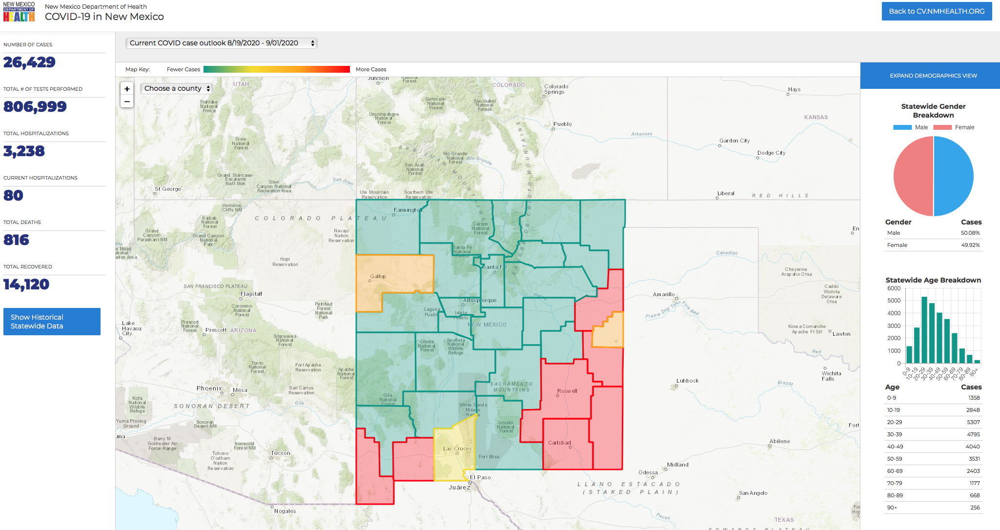 NEW MEXICO
DEPARTMENT OF
HEALTH
New Mexico Department of Health
COVID-19 in New Mexico
Back to CV.NMHEALTH.ORG
NUMBER OF CASES
26,429
TOTAL # OF TESTS PERFORMED
806,999
TOTAL HOSPITALIZATIONS
3,238
CURRENT HOSPITALIZATIONS
80
TOTAL DEATHS
816
TOTAL RECOVERED
14,120
Show Historical
Statewide Data
Current COVID case outlook 8/19/2020 - 9/01/2020
Map Key: Fewer Cases More Cases
+
−
Choose a county
UTAH
Junction
National
Forest
COLORADO
Colorado
Springs
Hays
Fishlake
National
Forest
Gunnison
National
Forest
San Isabel
National
Forest
Uncompahgre
National
Forest
Pueblo
KANSAS
Arkansas
Dixie
National
Forest
Garden City
Dodge City
SAN JUAN MOUNTAINS
SANGRE DE CRISTO MOUNTAINS
Rio Grande
National
Forest
Rio Grande
San Juan
National
Forest
Grand Staircase-
Escalante
Nat'l Mon
Glen
Canyon National
Recreation Area
San Juan
St George
Ute Mountain
Reservation
Southern Ute
Reservation
Liberal
RED HILLS
Vermilion
Cliffs NM
Farmington
COLORADO PLATEAU
Kaibab
National
Forest
Carson
National
Forest
Grand
Canyon-
Parashant NM
Grand Canyon
National
Park
Navajo
Nation
Reservation
En
e Mead
ational
ation Area
Santa Fe
National
Forest
Canadian
Hopi
Reservation
Santa Fe
Cheyenne
Arapaho Otsa
Gallup
SAN FRANCISCO PLATEAU
Caddo
Wichita
Delaware
Otsa
Flagstaff
Pecos
Amarillo
Albuquerque
Coconino
National
Forest
Petrified
Forest
National
Park
Laguna
Pueblo
Isleta
Pueblo
Prairie Dog Town Fork Red
Lake
Havasu
City
Prescott
National
Forest
Prescott
ARIZONA
NEW MEXICO
Kiowa Comanche
Apache Ft Sill
Lawton
Sitgreaves
National
Forest
Cibola
National
Forest
Sevilleta
National
Wildlife
Refuge
Red
Tonto
National
Forest
Fort Apache
Reservation
Apache
National
Forest
Wichita
Falls
Lubbock
Brazos
Phoenix
Mesa
San Carlos
Reservation
SACRAMENTO
MOUNTAINS
Roswell
Kofa
National
Wildlife
Refuge
SONORAN DESERT
Gila
Gila
National
Forest
White Sands
Missile
Range
Yuma Proving
Ground
Sonoran
Desert NM
Lincoln
National
Forest
Fort
uma
Barry M
Goldwater Air
Force Range
Ironwood
Forest NM
Las Cruces
Carlsbad
Abilene
Tohono
O'odham
Nation
Reservation
Tucson
Fort Bliss
Midland
Odessa
El Paso
Juárez
LLANO ESTACADO
(STAKED PLAIN)
San Angelo
Nogales
Pecos
For
Hoo
TEXAS
EDWARDS PLATEAU
EXPAND DEMOGRAPHICS VIEW
Statewide Gender
Breakdown
Male Female
Gender Cases
Male 50.08%
Female 49.92%
Statewide Age Breakdown
6000
5000
4000
3000
2000
1000
0
0-9 10-19 20-29 30-39 40-49 50-59 60-69 70-79 80-89 90+
Age Cases
0-9 1358
10-19 2848
20-29 5307
30-39 4795
40-49 4040
50-59 3531
60-69 2403
70-79 1177
80-89 668
90+ 256